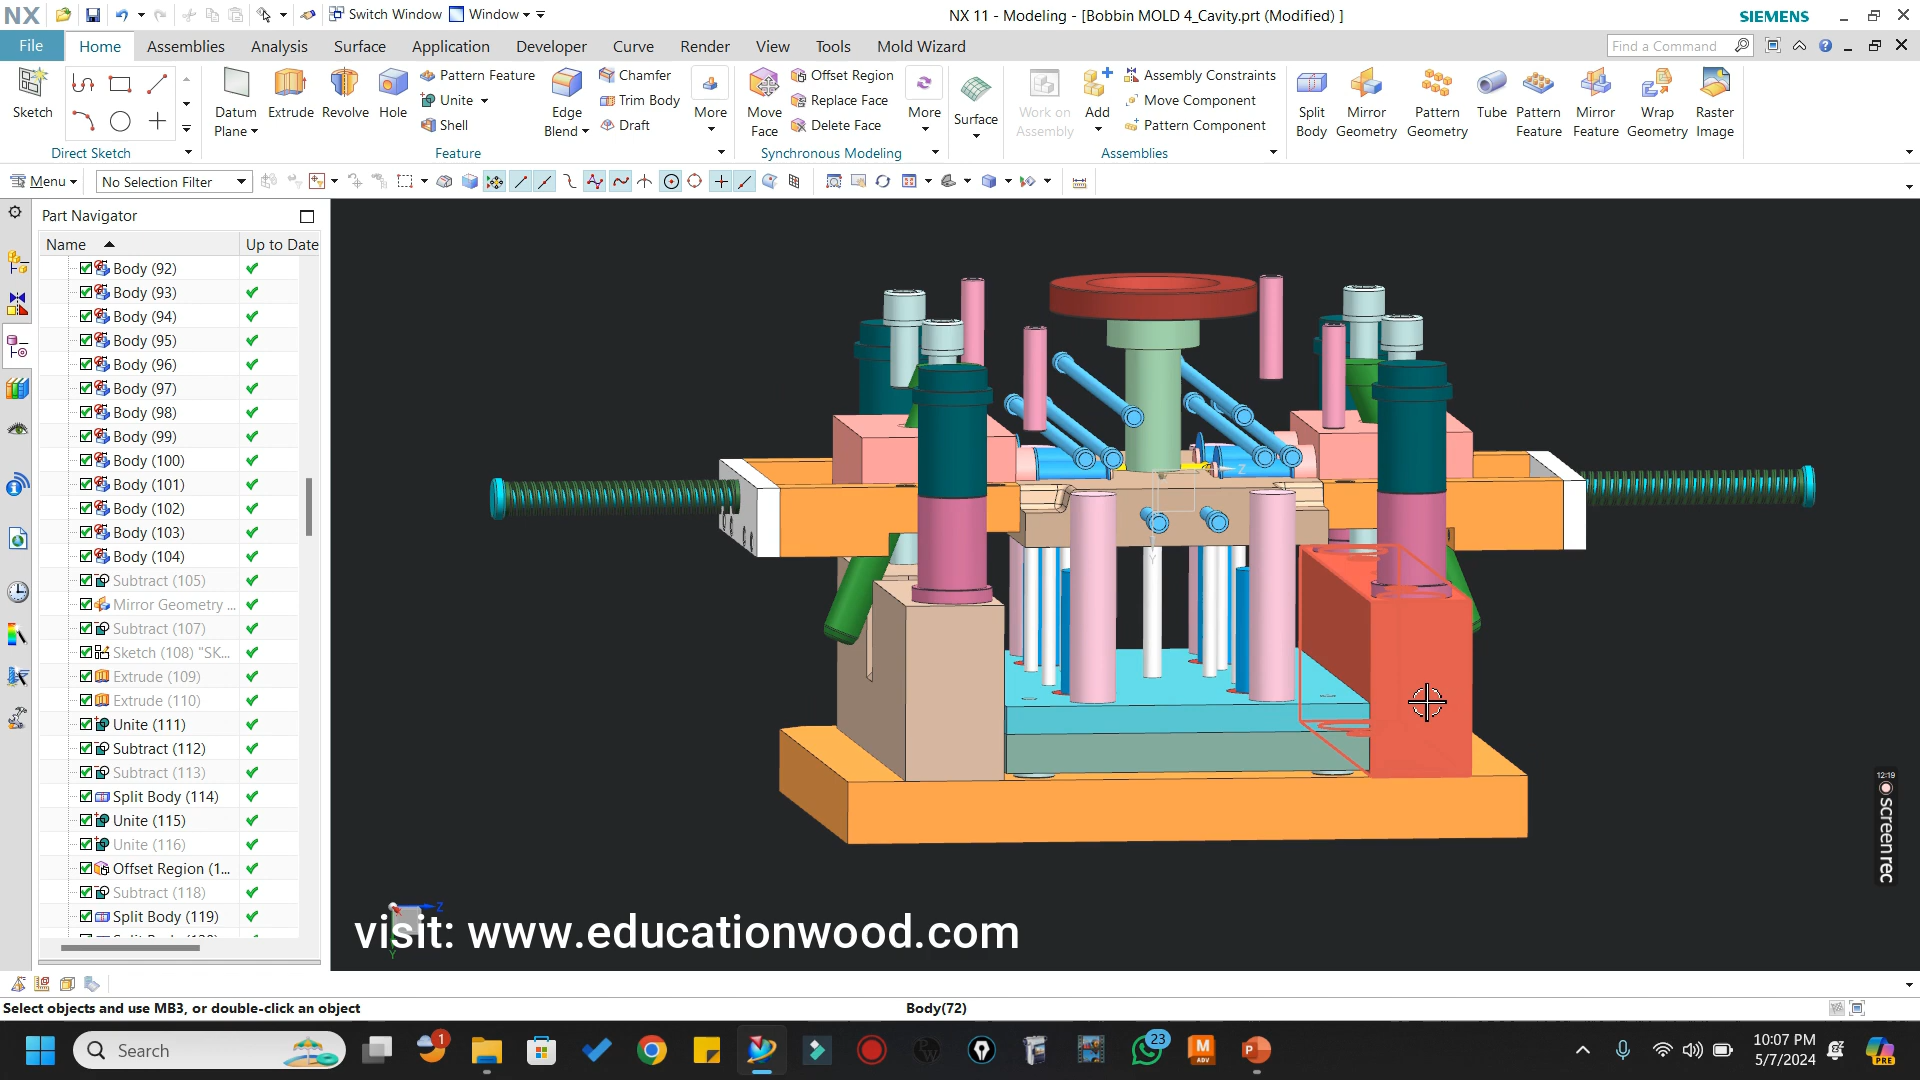 NX Switch Window Window NX 11 - Modeling - [Bobbin MOLD 4_Cavity.prt (Modified) ] SIEMENS
File Home Assemblies Analysis Surface Curve Application Developer Curve Render View Tools Mold Wizard Find a Command
Sketch
Datum Plane
Extrude
Revolve
Hole
Pattern Feature
Unite
Shell
Edge Blend
Chamfer
Trim Body
Draft
More
Move Face
Offset Region
Replace Face
Delete Face
More
Surface
Work on Assembly
Add
Assembly Constraints
Move Component
Pattern Component
Split Body
Mirror Geometry
Pattern Geometry
Tube
Pattern Feature
Mirror Feature
Wrap Geometry
Raster Image
Direct Sketch Feature Synchronous Modeling Assemblies
Menu No Selection Filter
Part Navigator
Name Up to Date
Body (92)
Body (93)
Body (94)
Body (95)
Body (96)
Body (97)
Body (98)
Body (99)
Body (100)
Body (101)
Body (102)
Body (103)
Body (104)
Subtract (105)
Mirror Geometry ...
Subtract (107)
Sketch (108) "SK...
Extrude (109)
Extrude (110)
Unite (111)
Subtract (112)
Subtract (113)
Split Body (114)
Unite (115)
Unite (116)
Offset Region (1...
Subtract (118)
Split Body (119)
Z
Y
Z
Y
12:19
screenrec
visit: www.educationwood.com
Select objects and use MB3, or double-click an object Body(72)
Search
1
23
M
ADV
P
10:07 PM
5/7/2024
PRE